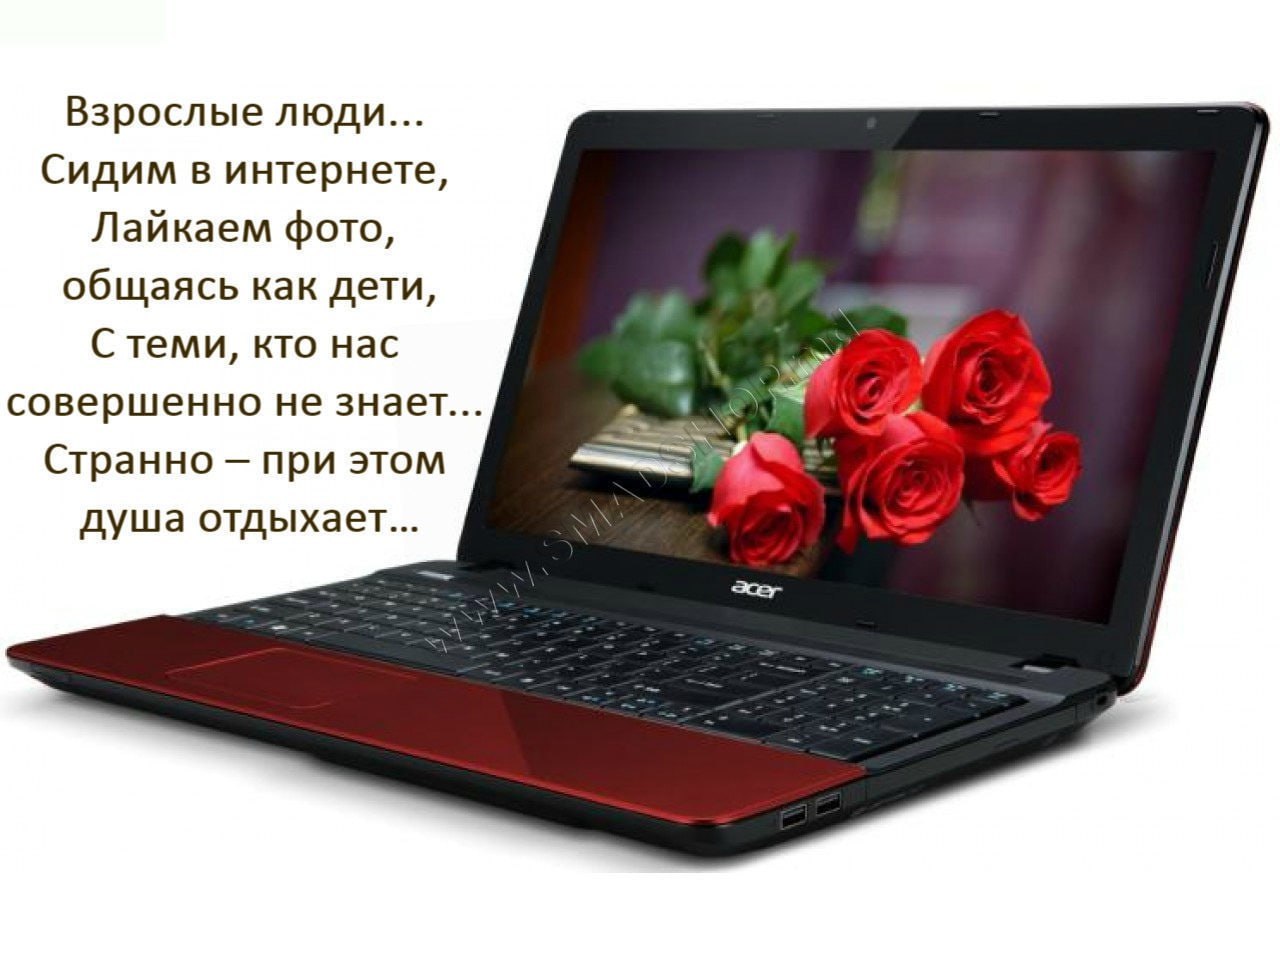 Взрослые люди...
Сидим в интернете,
Лайкаем фото,
общаясь как дети,
С теми, кто нас
совершенно не знает...
Странно – при этом
душа отдыхает...
acer